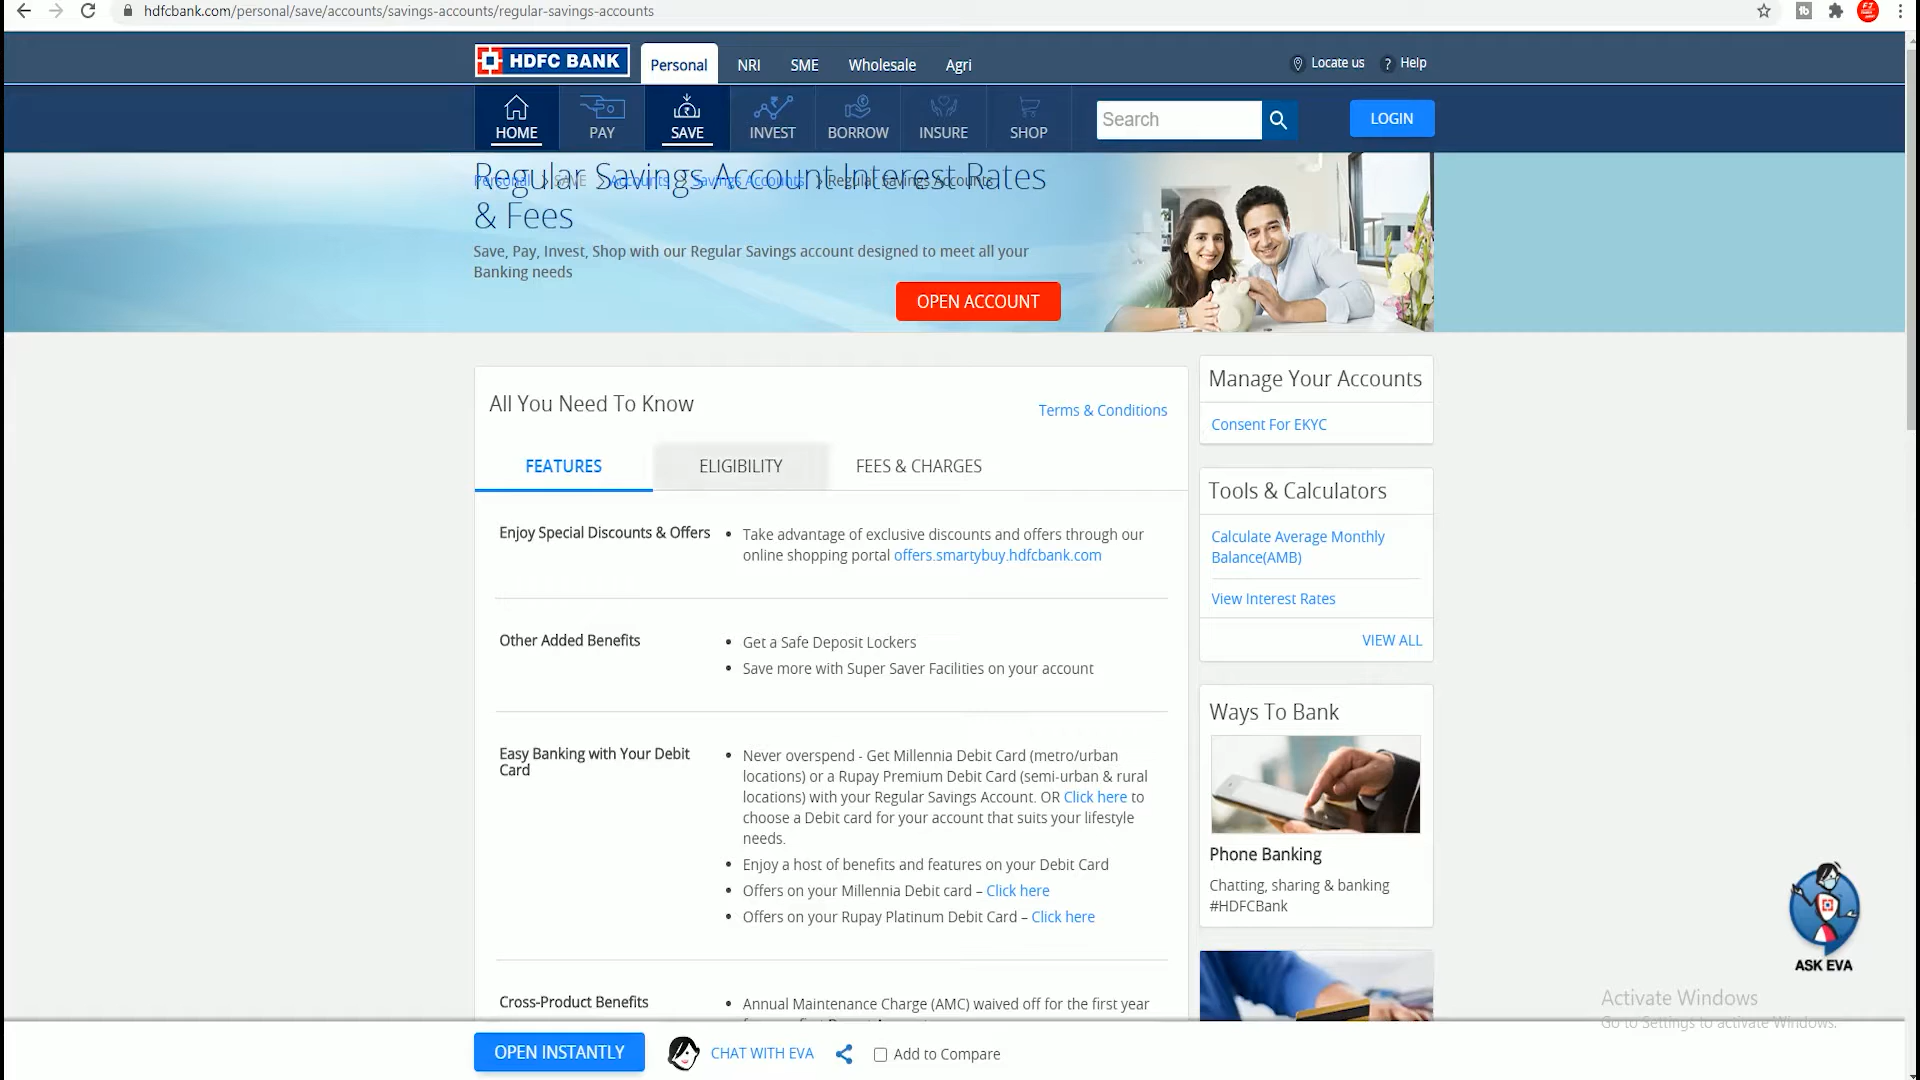 hdfcbank.com/personal/save/accounts/savings-accounts/regular-savings-accounts
HDFC BANK
Personal
NRI
SME
Wholesale
Agri
Locate us
? Help
HOME
PAY
SAVE
INVEST
BORROW
INSURE
SHOP
Search
LOGIN
Personal > SAVE > Accounts > Savings Accounts > Regular Savings Accounts
Regular Savings Account Interest Rates
& Fees
Save, Pay, Invest, Shop with our Regular Savings account designed to meet all your
Banking needs
OPEN ACCOUNT
All You Need To Know
Terms & Conditions
FEATURES
ELIGIBILITY
FEES & CHARGES
Enjoy Special Discounts & Offers
• Take advantage of exclusive discounts and offers through our
online shopping portal offers.smartybuy.hdfcbank.com
Other Added Benefits
• Get a Safe Deposit Lockers
• Save more with Super Saver Facilities on your account
Easy Banking with Your Debit
Card
• Never overspend - Get Millennia Debit Card (metro/urban
locations) or a Rupay Premium Debit Card (semi-urban & rural
locations) with your Regular Savings Account. OR Click here to
choose a Debit card for your account that suits your lifestyle
needs.
• Enjoy a host of benefits and features on your Debit Card
• Offers on your Millennia Debit card – Click here
• Offers on your Rupay Platinum Debit Card – Click here
Cross-Product Benefits
• Annual Maintenance Charge (AMC) waived off for the first year
Manage Your Accounts
Consent For EKYC
Tools & Calculators
Calculate Average Monthly
Balance(AMB)
View Interest Rates
VIEW ALL
Ways To Bank
Phone Banking
Chatting, sharing & banking
#HDFCBank
ASK EVA
Activate Windows
Go to Settings to activate Windows.
OPEN INSTANTLY
CHAT WITH EVA
Add to Compare